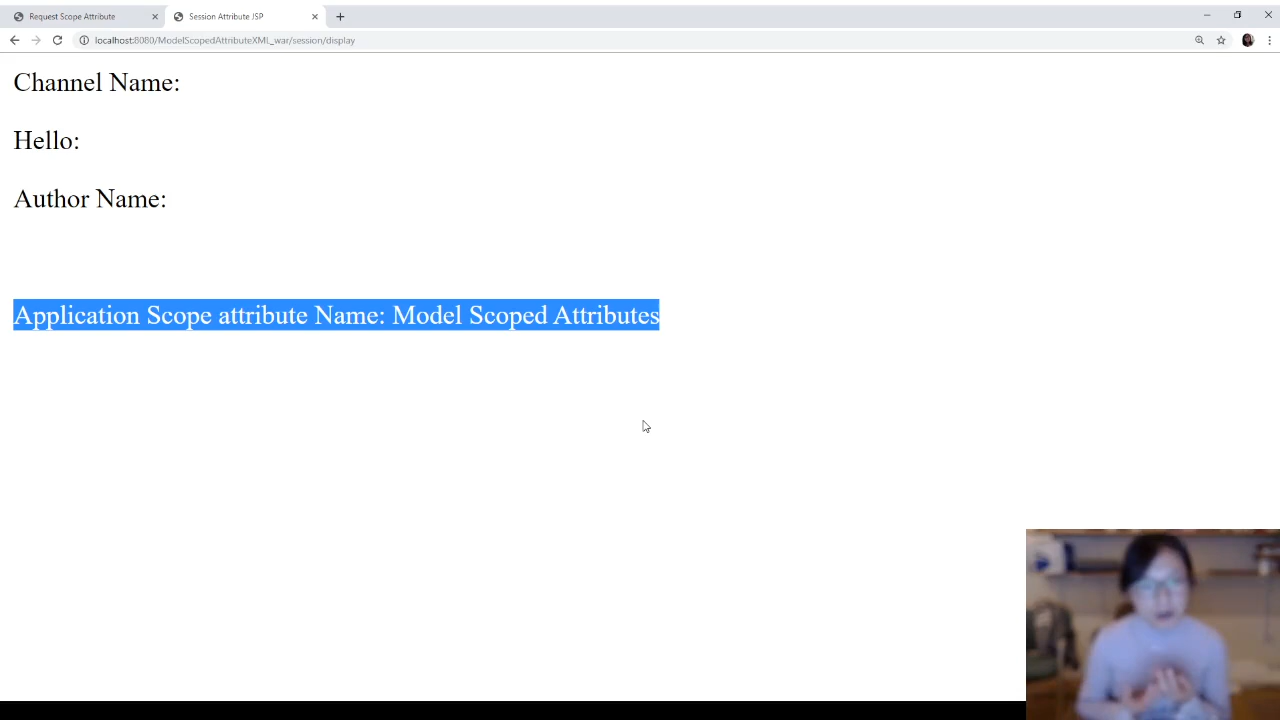 Request Scope Attribute
Session Attribute JSP
localhost:8080/ModelScopedAttributeXML_war/session/display
Channel Name:
Hello:
Author Name:
Application Scope attribute Name: Model Scoped Attributes